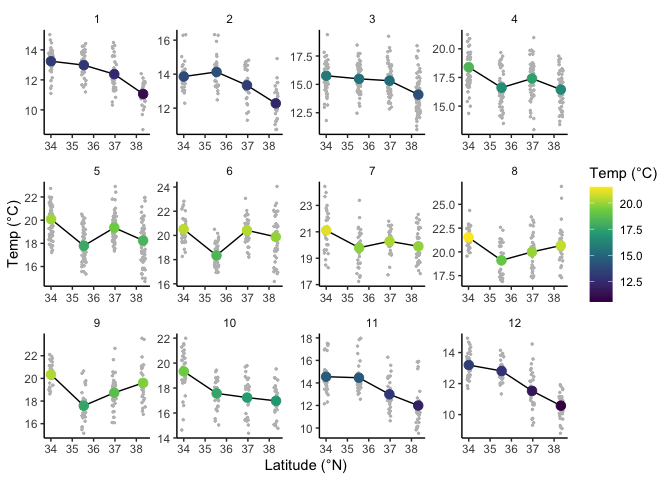 1 2 3 4
14 12 10
16 14 12
17.5 15.0 12.5
20.0 17.5 15.0
34 35 36 37 38 34 35 36 37 38 34 35 36 37 38 34 35 36 37 38
5 6 7 8
22 20 18 16
24 22 20 18 16
23 21 19 17
25.0 22.5 20.0 17.5
34 35 36 37 38 34 35 36 37 38 34 35 36 37 38 34 35 36 37 38
9 10 11 12
22 20 18 16
22 20 18 16 14
18 16 14 12 10
14 12 10
34 35 36 37 38 34 35 36 37 38 34 35 36 37 38 34 35 36 37 38
Temp (°C)
Latitude (°N)
Temp (°C)
20.0
17.5
15.0
12.5